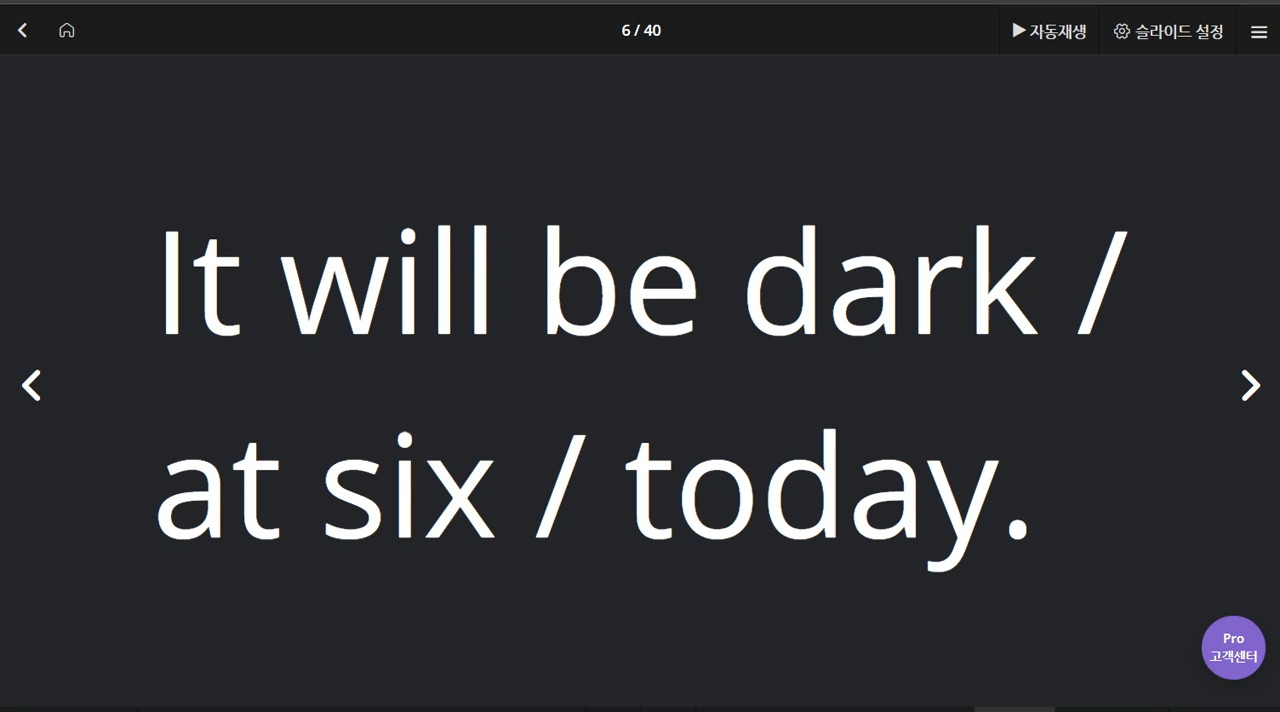 6 / 40
자동재생
슬라이드 설정
It will be dark /
at six / today.
Pro
고객센터